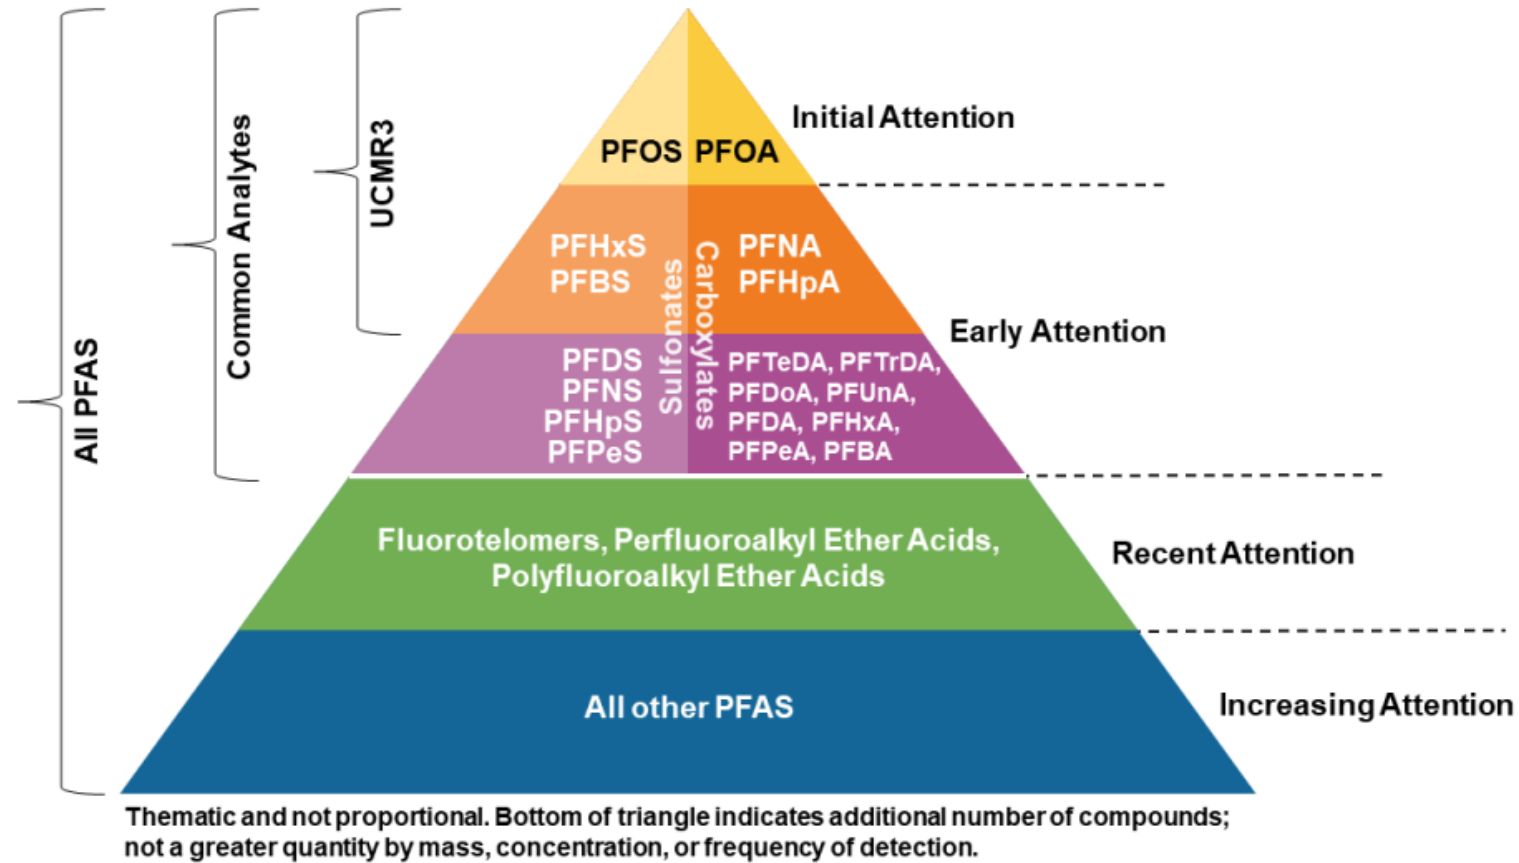 All PFAS
Common Analytes
UCMR3
PFOS PFOA
Initial Attention
PFHxS
PFBS
Sulfonates
Carboxylates
PFNA
PFHpA
Early Attention
PFDS
PFNS
PFHpS
PFPeS
PFTeDA, PFTrDA,
PFDoA, PFUnA,
PFDA, PFHxA,
PFPeA, PFBA
Fluorotelomers, Perfluoroalkyl Ether Acids,
Polyfluoroalkyl Ether Acids
Recent Attention
All other PFAS
Increasing Attention
Thematic and not proportional. Bottom of triangle indicates additional number of compounds;
not a greater quantity by mass, concentration, or frequency of detection.